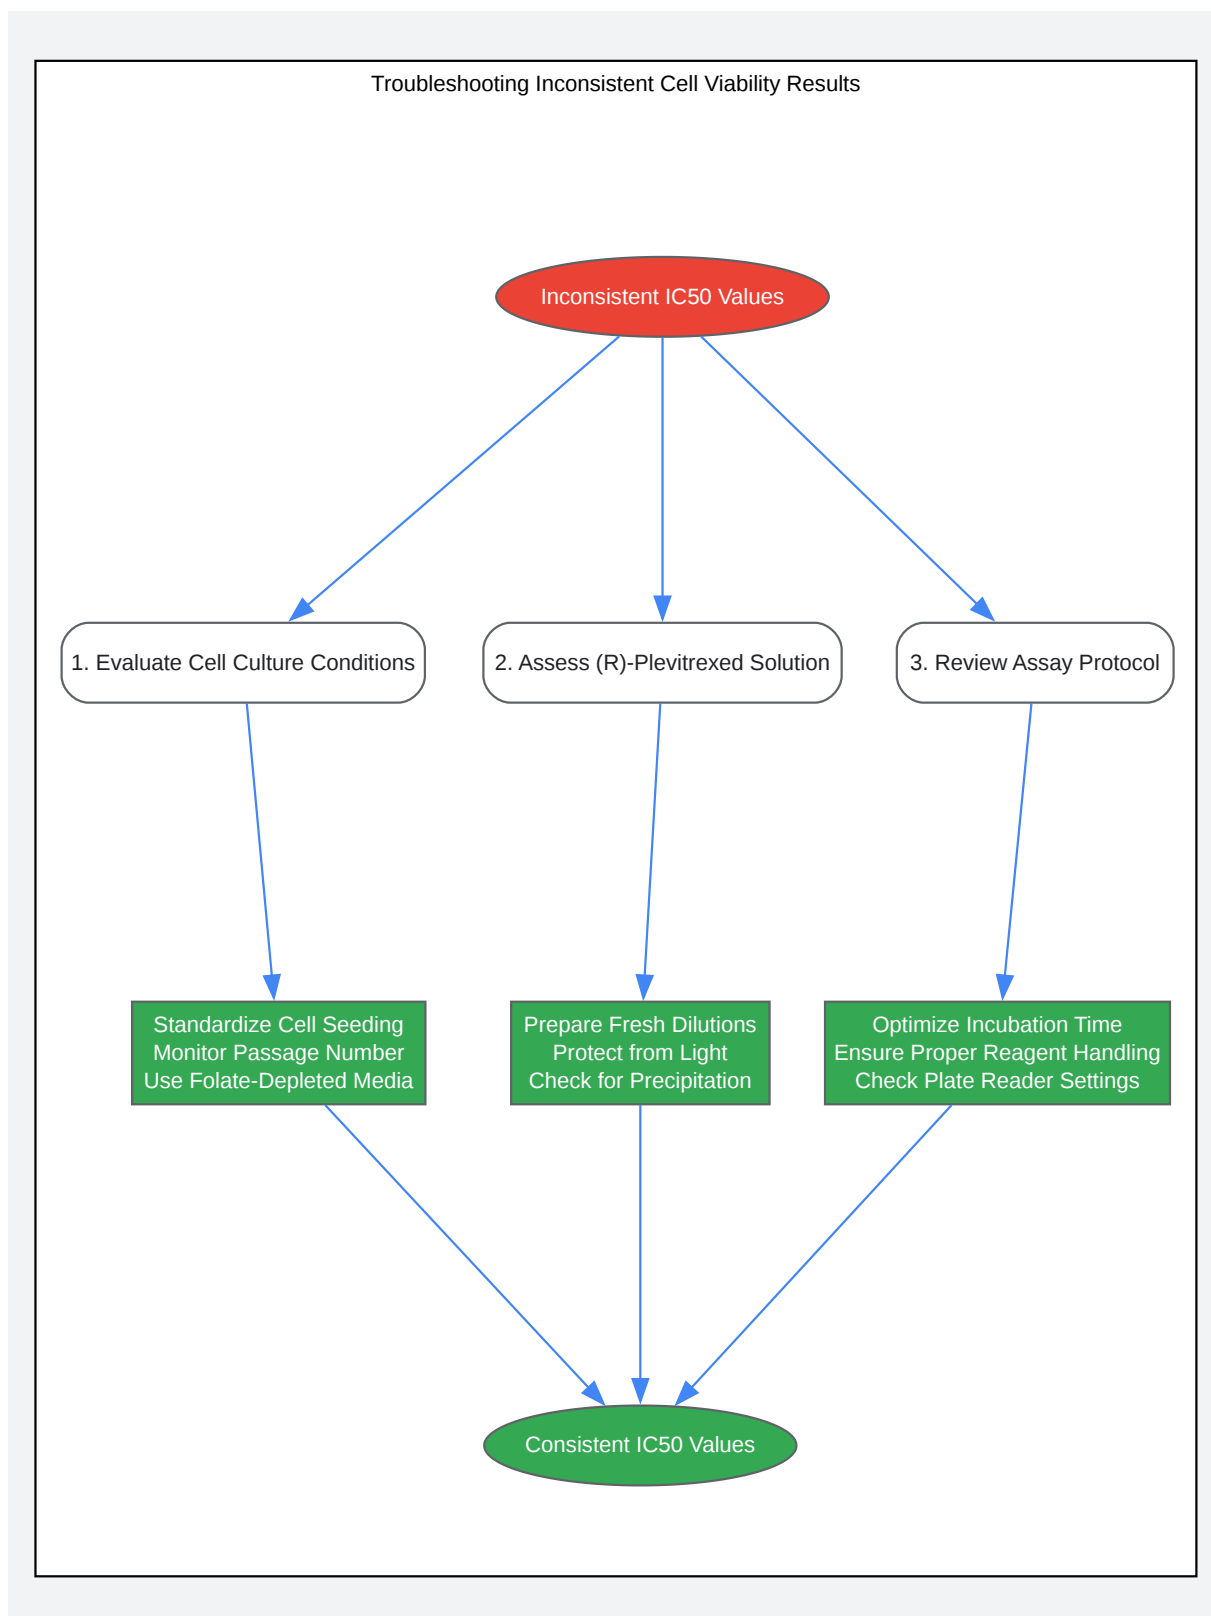 Troubleshooting Inconsistent Cell Viability Results
Inconsistent IC50 Values
1. Evaluate Cell Culture Conditions
2. Assess (R)-Plevitrexed Solution
3. Review Assay Protocol
Standardize Cell Seeding
Monitor Passage Number
Use Folate-Depleted Media
Prepare Fresh Dilutions
Protect from Light
Check for Precipitation
Optimize Incubation Time
Ensure Proper Reagent Handling
Check Plate Reader Settings
Consistent IC50 Values